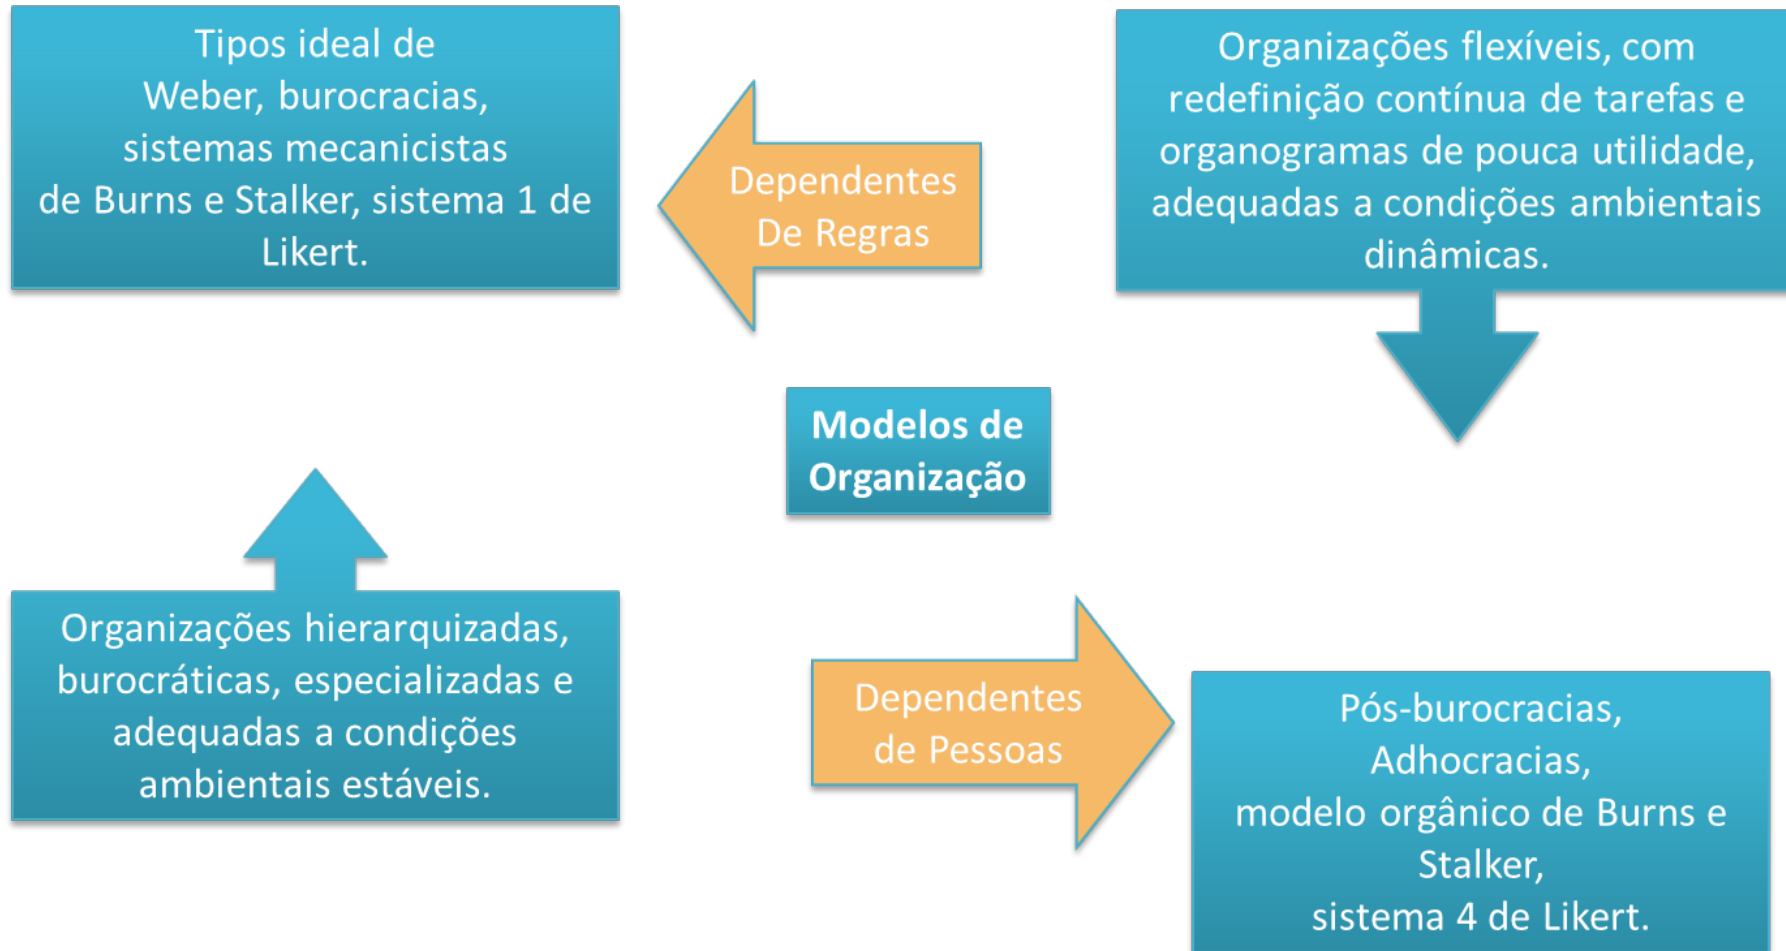 Tipos ideal de
Weber, burocracias,
sistemas mecanicistas
de Burns e Stalker, sistema 1 de
Likert.
Dependentes
De Regras
Organizações flexíveis, com
redefinição contínua de tarefas e
organogramas de pouca utilidade,
adequadas a condições ambientais
dinâmicas.
Modelos de
Organização
Organizações hierarquizadas,
burocráticas, especializadas e
adequadas a condições
ambientais estáveis.
Dependentes
de Pessoas
Pós-burocracias,
Adhocracias,
modelo orgânico de Burns e
Stalker,
sistema 4 de Likert.